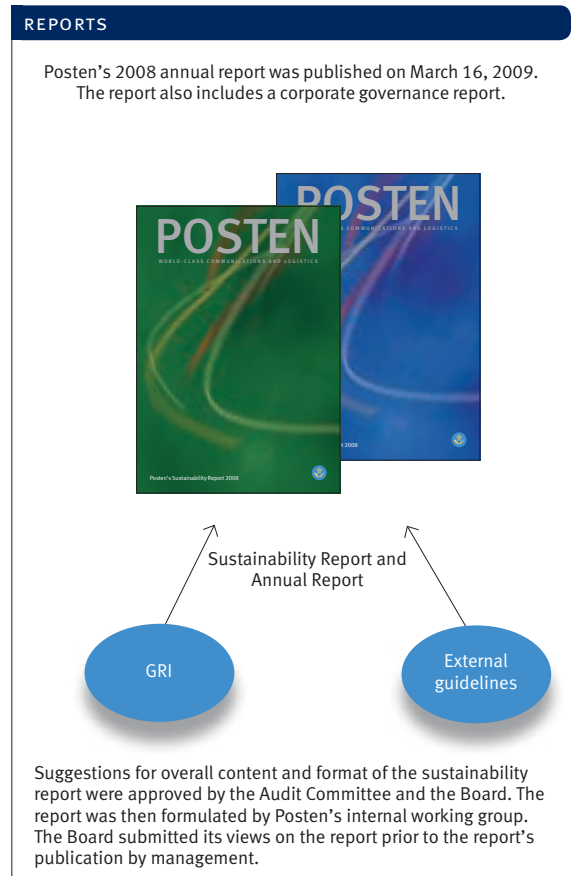 REPORTS
Posten’s 2008 annual report was published on March 16, 2009.
The report also includes a corporate governance report.
POSTEN
WORLD-CLASS COMMUNICATIONS AND LOGISTICS
POSTEN
COMMUNICATIONS AND LOGISTICS
Posten's Sustainability Report 2008
2008
Sustainability Report and
Annual Report
GRI
External
guidelines
Suggestions for overall content and format of the sustainability
report were approved by the Audit Committee and the Board. The
report was then formulated by Posten’s internal working group.
The Board submitted its views on the report prior to the report’s
publication by management.